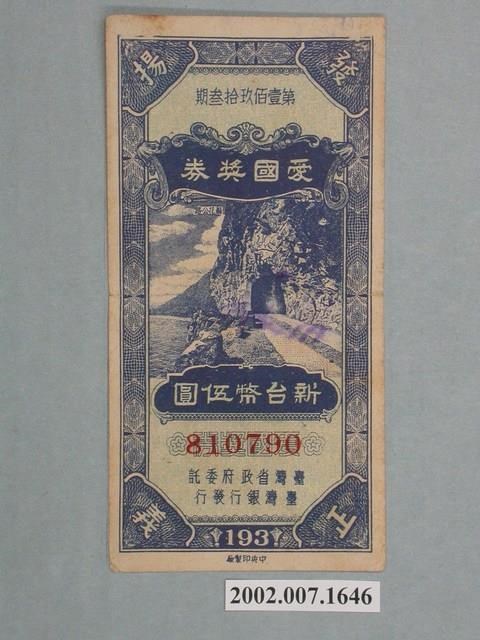 發揚
第壹佰玖拾叁期
愛國獎券
新台幣伍圓
810790
臺灣省政府委託
臺灣銀行發行
正義
193
中央印製廠
2002.007.1646